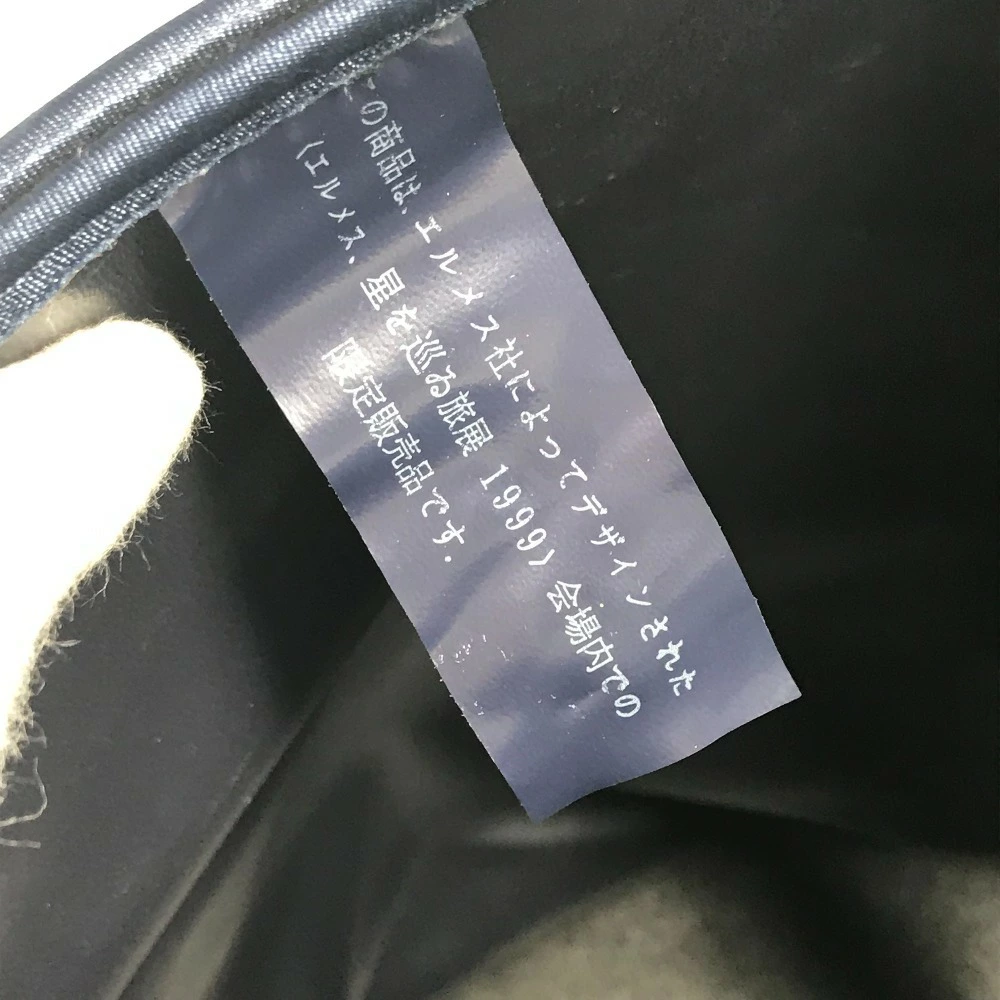 この商品は、エルメス社によってデザインされた
(エルメス、星を巡る旅展 1999) 会場内での
限定販売品です.